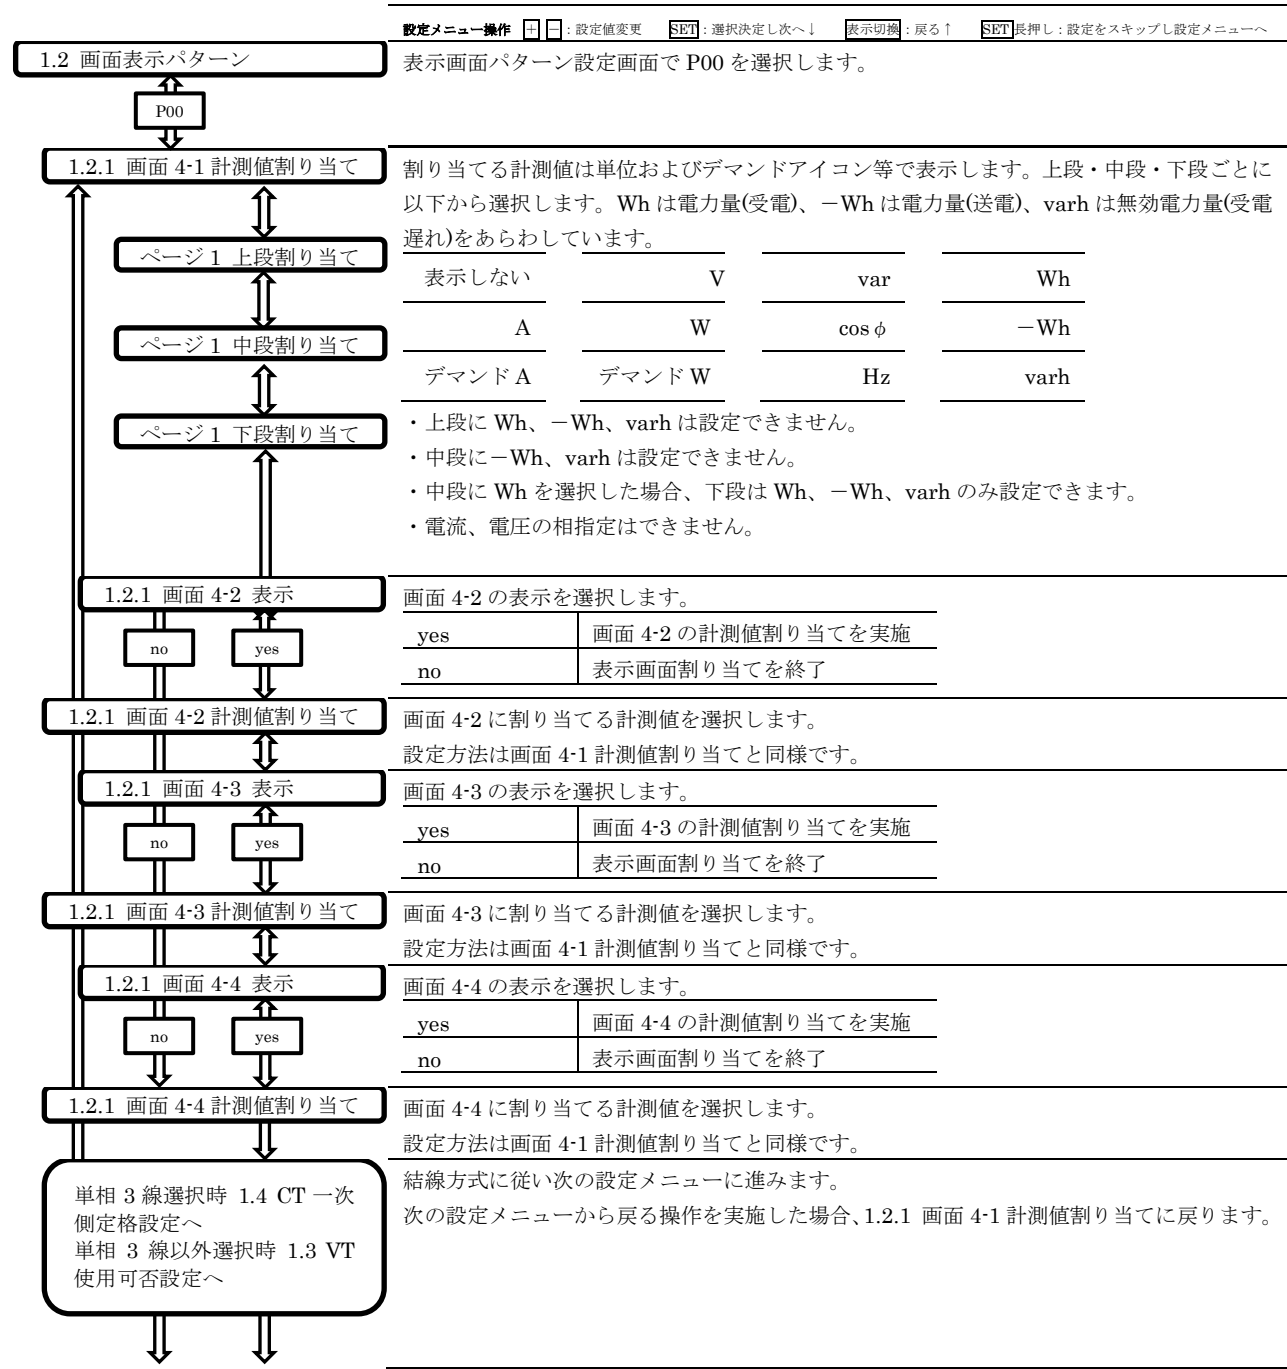 設定メニュー操作 ＋ － : 設定値変更 SET : 選択決定し次へ↓ 表示切換 : 戻る↑ SET長押し : 設定をスキップし設定メニューへ
1.2 画面表示パターン
表示画面パターン設定画面で P00 を選択します。
P00
1.2.1 画面 4-1 計測値割り当て
割り当てる計測値は単位およびデマンドアイコン等で表示します。上段・中段・下段ごとに
以下から選択します。Wh は電力量(受電)、－Wh は電力量(送電)、varh は無効電力量(受電
遅れ)をあらわしています。
ページ 1 上段割り当て
表示しない V var Wh
ページ 1 中段割り当て
A W cosφ －Wh
デマンド A デマンド W Hz varh
ページ 1 下段割り当て
・上段に Wh、－Wh、varh は設定できません。
・中段に－Wh、varh は設定できません。
・中段に Wh を選択した場合、下段は Wh、－Wh、varh のみ設定できます。
・電流、電圧の相指定はできません。
1.2.1 画面 4-2 表示
画面 4-2 の表示を選択します。
no yes
yes 画面 4-2 の計測値割り当てを実施
no 表示画面割り当てを終了
1.2.1 画面 4-2 計測値割り当て
画面 4-2 に割り当てる計測値を選択します。
設定方法は画面 4-1 計測値割り当てと同様です。
1.2.1 画面 4-3 表示
画面 4-3 の表示を選択します。
no yes
yes 画面 4-3 の計測値割り当てを実施
no 表示画面割り当てを終了
1.2.1 画面 4-3 計測値割り当て
画面 4-3 に割り当てる計測値を選択します。
設定方法は画面 4-1 計測値割り当てと同様です。
1.2.1 画面 4-4 表示
画面 4-4 の表示を選択します。
no yes
yes 画面 4-4 の計測値割り当てを実施
no 表示画面割り当てを終了
1.2.1 画面 4-4 計測値割り当て
画面 4-4 に割り当てる計測値を選択します。
設定方法は画面 4-1 計測値割り当てと同様です。
単相 3 線選択時 1.4 CT 一次
側定格設定へ
単相 3 線以外選択時 1.3 VT
使用可否設定へ
結線方式に従い次の設定メニューに進みます。
次の設定メニューから戻る操作を実施した場合、1.2.1 画面 4-1 計測値割り当てに戻ります。